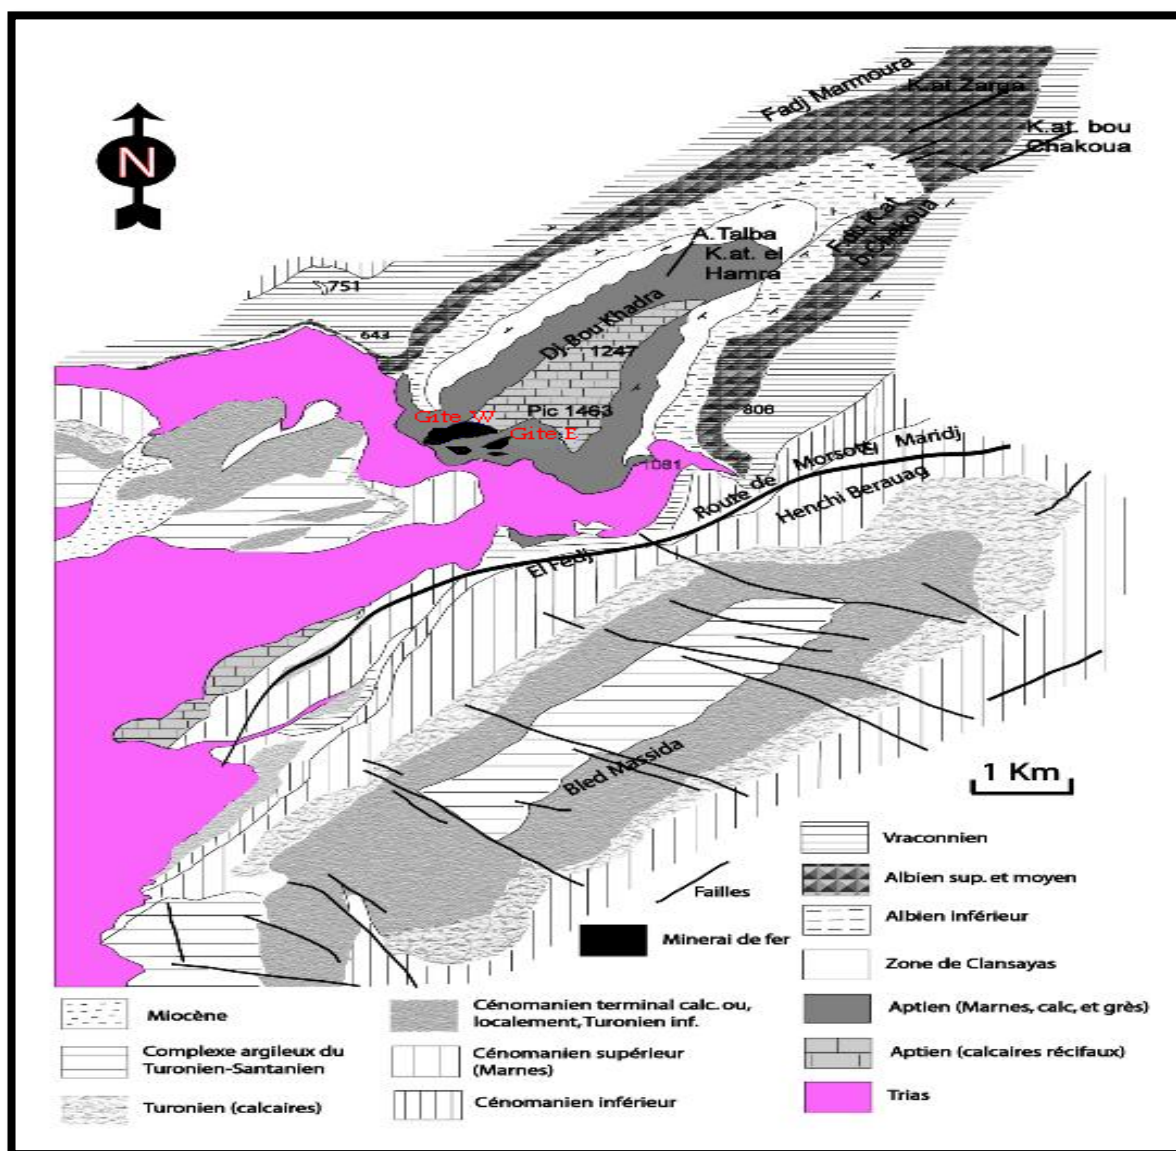 N
Fadj Marmoura
K.at Zarga
K.at. bou
Chakoua
A.Talba
K.at. el
Hamra
b.Chakoua
751
643
Dj.Bou Khadra
1247
Pic 1463
Gite W
Gite E
806
1081
Route de Morsott Maridj
Henchi Berauag
El Fedj
Bled Massida
1 Km
Failles
Minerai de fer
Vraconnien
Albien sup. et moyen
Albien inférieur
Zone de Clansayas
Aptien (Marnes, calc, et grès)
Aptien (calcaires récifaux)
Trias
Miocène
Complexe argileux du
Turonien-Santanien
Turonien (calcaires)
Cénomanien terminal calc. ou,
localement, Turonien inf.
Cénomanien supérieur
(Marnes)
Cénomanien inférieur